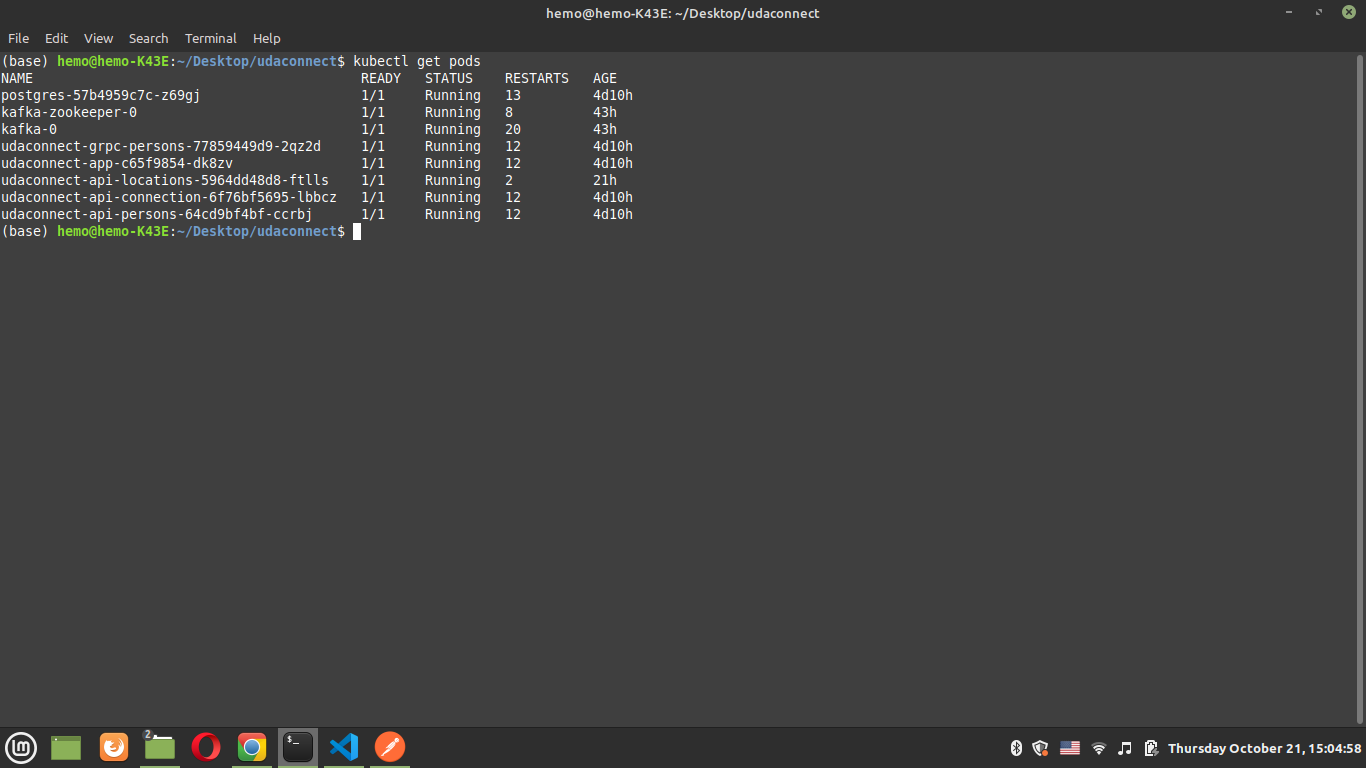 hemo@hemo-K43E: ~/Desktop/udaconnect
File Edit View Search Terminal Help
(base) hemo@hemo-K43E:~/Desktop/udaconnect$ kubectl get pods
NAME READY STATUS RESTARTS AGE
postgres-57b4959c7c-z69gj 1/1 Running 13 4d10h
kafka-zookeeper-0 1/1 Running 8 43h
kafka-0 1/1 Running 20 43h
udaconnect-grpc-persons-77859449d9-2qz2d 1/1 Running 12 4d10h
udaconnect-app-c65f9854-dk8zv 1/1 Running 12 4d10h
udaconnect-api-locations-5964dd48d8-ftlls 1/1 Running 2 21h
udaconnect-api-connection-6f76bf5695-lbbcz 1/1 Running 12 4d10h
udaconnect-api-persons-64cd9bf4bf-ccrbj 1/1 Running 12 4d10h
(base) hemo@hemo-K43E:~/Desktop/udaconnect$
2
$_
Thursday October 21, 15:04:58